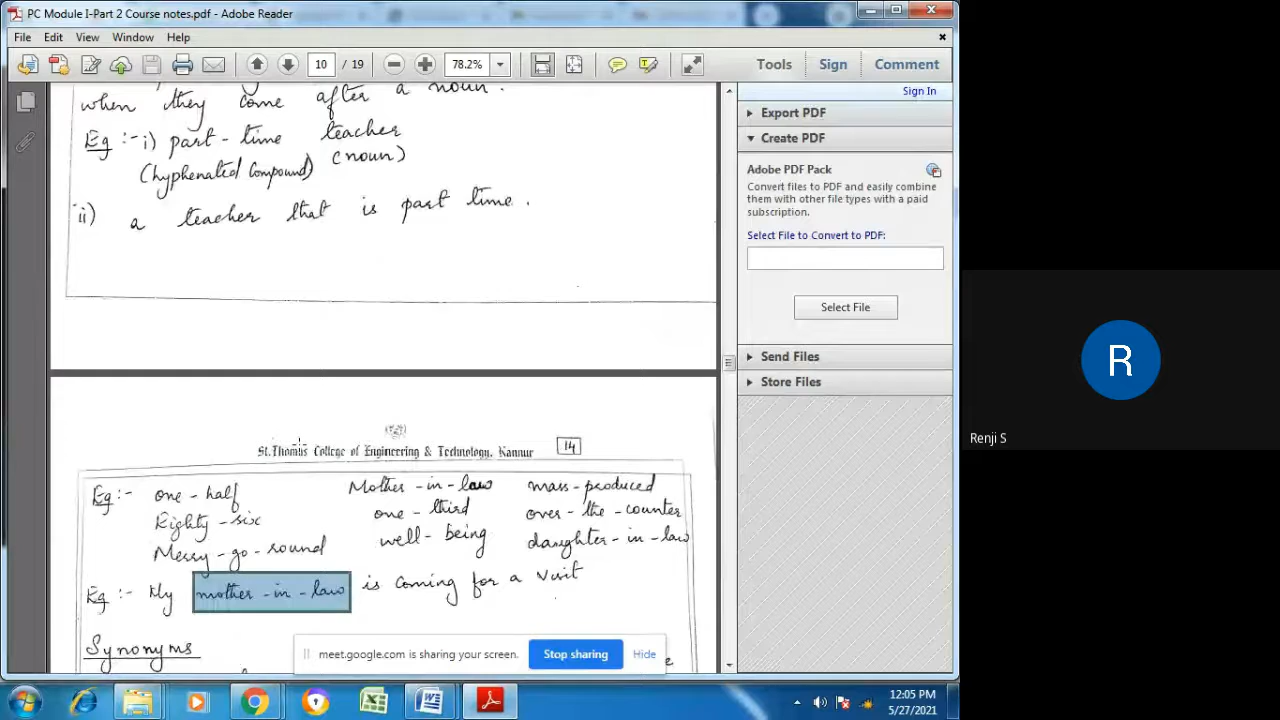 PC Module I-Part 2 Course notes.pdf - Adobe Reader
File Edit View Window Help
10 / 19 78.2% Tools Sign Comment
when they come after a noun.
Eg :- i) part - time teacher
(hyphenated compound) (noun)
ii) a teacher that is part time.
St.Thomas College of Engineering & Technology, Kannur 14
Eg :- one - half Mother - in - law mass - produced
Eighty - six one - third over - the - counter
Merry - go - round well - being daughter - in - law
Eg :- My mother - in - law is coming for a visit
Synonyms
Sign In
Export PDF
Create PDF
Adobe PDF Pack
Convert files to PDF and easily combine
them with other file types with a paid
subscription.
Select File to Convert to PDF:
Select File
Send Files
Store Files
meet.google.com is sharing your screen. Stop sharing Hide
R
Renji S
12:05 PM
5/27/2021